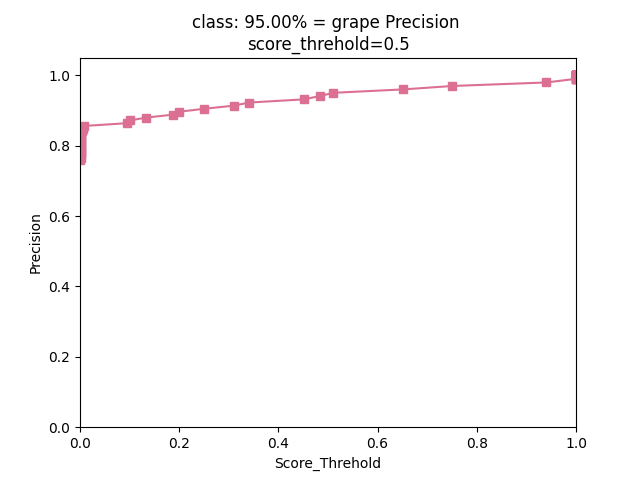 class: 95.00% = grape Precision
score_threhold=0.5
1.0
0.8
0.6
0.4
0.2
0.0
Precision
0.0 0.2 0.4 0.6 0.8 1.0
Score_Threhold